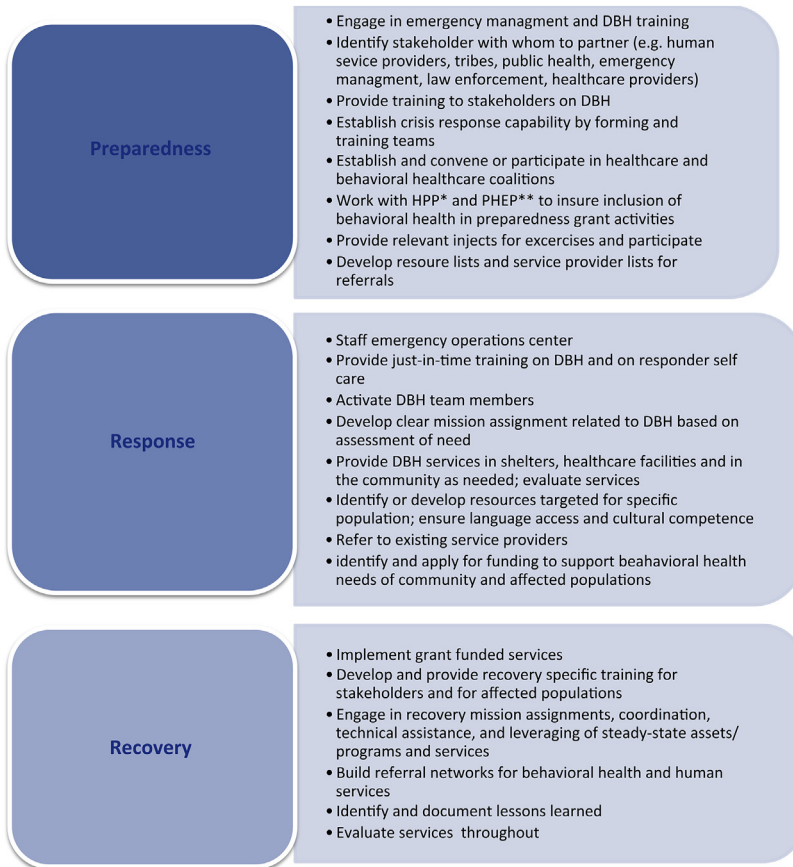 Preparedness
• Engage in emergency managment and DBH training
• Identify stakeholder with whom to partner (e.g. human
sevice providers, tribes, public health, emergency
managment, law enforcement, healthcare providers)
• Provide training to stakeholders on DBH
• Establish crisis response capability by forming and
training teams
• Establish and convene or participate in healthcare and
behavioral healthcare coalitions
• Work with HPP* and PHEP** to insure inclusion of
behavioral health in preparedness grant activities
• Provide relevant injects for excercises and participate
• Develop resoure lists and service provider lists for
referrals
Response
• Staff emergency operations center
• Provide just-in-time training on DBH and on responder self
care
• Activate DBH team members
• Develop clear mission assignment related to DBH based on
assessment of need
• Provide DBH services in shelters, healthcare facilities and in
the community as needed; evaluate services
• Identify or develop resources targeted for specific
population; ensure language access and cultural competence
• Refer to existing service providers
• identify and apply for funding to support beahavioral health
needs of community and affected populations
Recovery
• Implement grant funded services
• Develop and provide recovery specific training for
stakeholders and for affected populations
• Engage in recovery mission assignments, coordination,
technical assistance, and leveraging of steady-state assets/
programs and services
• Build referral networks for behavioral health and human
services
• Identify and document lessons learned
• Evaluate services throughout